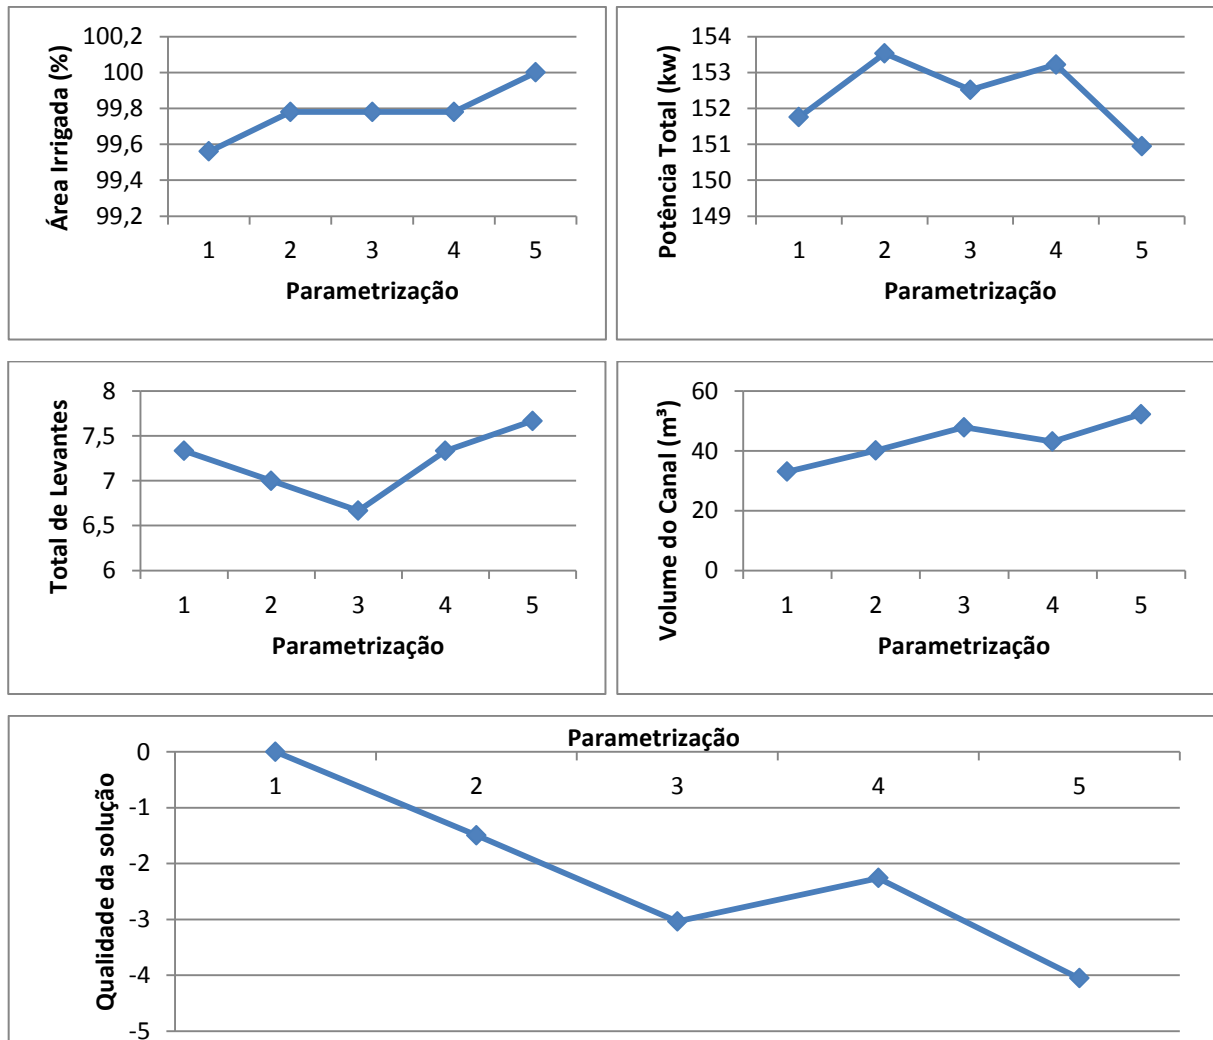 Área Irrigada (%)
100,2
100
99,8
99,6
99,4
99,2
1 2 3 4 5
Parametrização
Potência Total (kw)
154
153
152
151
150
149
1 2 3 4 5
Parametrização
Total de Levantes
8
7,5
7
6,5
6
1 2 3 4 5
Parametrização
Volume do Canal (m³)
60
40
20
0
1 2 3 4 5
Parametrização
Parametrização
Qualidade da solução
0
1 2 3 4 5
-1
-2
-3
-4
-5